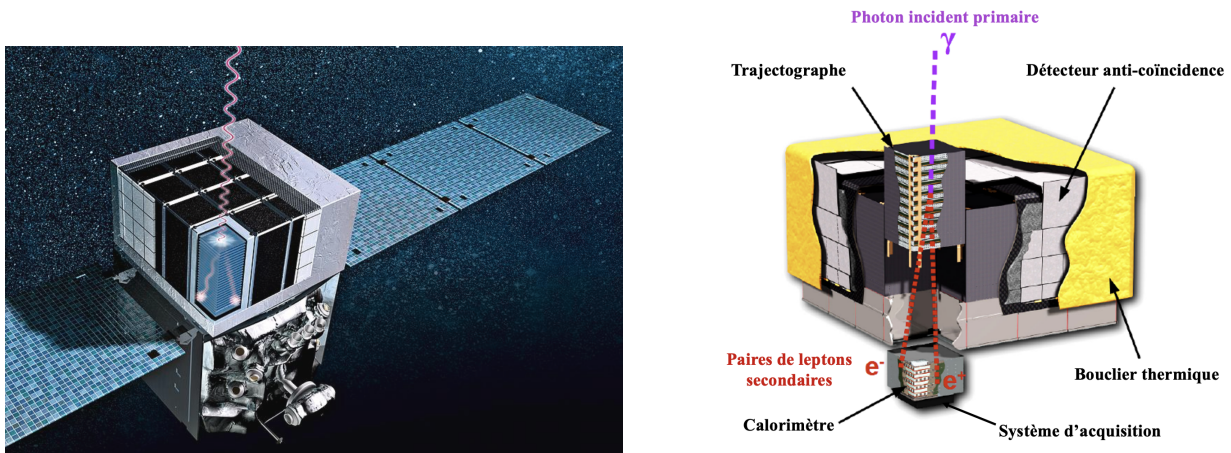 Photon incident primaire
γ
Trajectographe
Détecteur anti-coïncidence
Paires de leptons
secondaires
e-
e+
Bouclier thermique
Calorimètre
Système d’acquisition